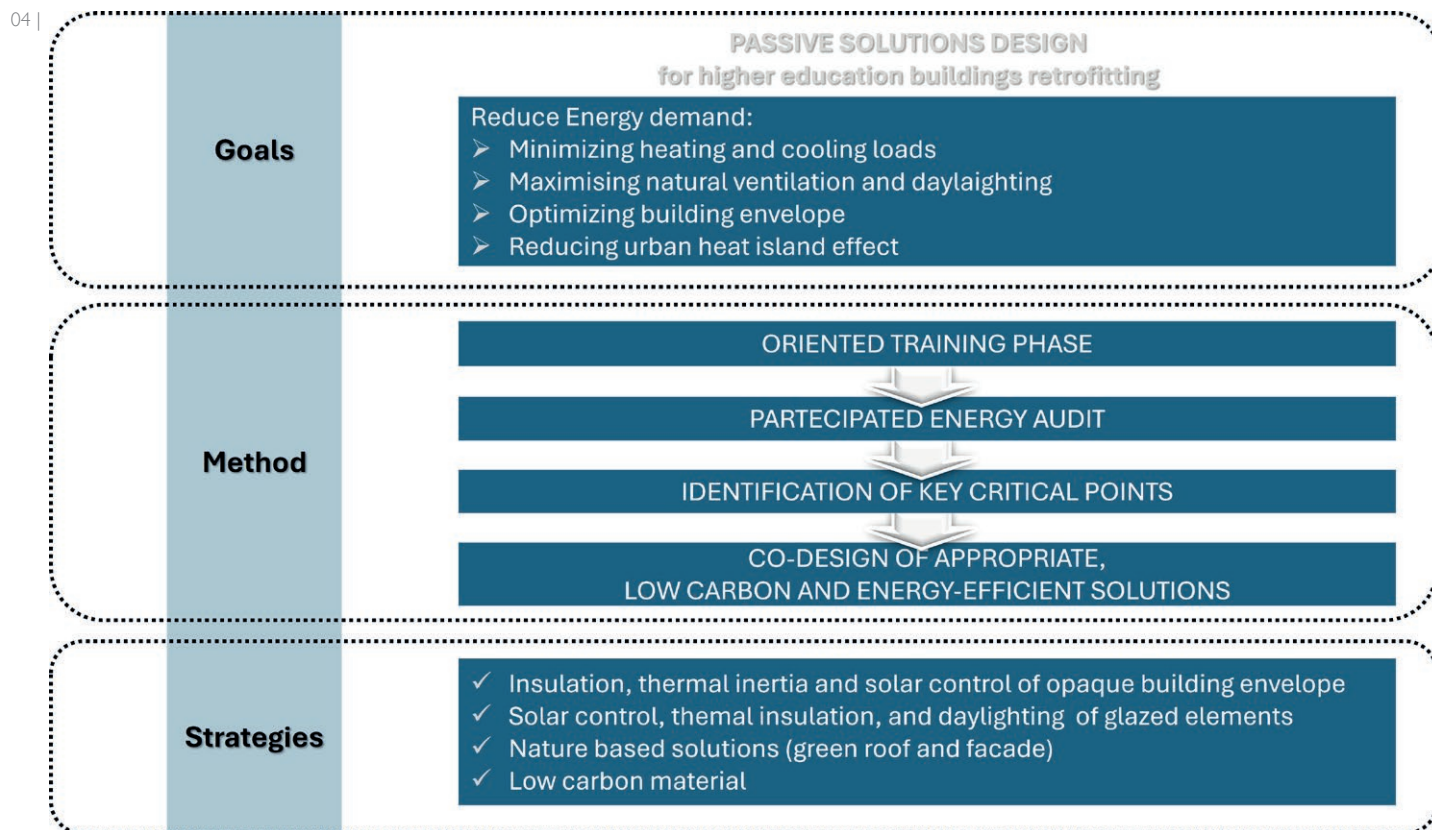 04 |
PASSIVE SOLUTIONS DESIGN
for higher education buildings retrofitting
Goals
Reduce Energy demand:
➢ Minimizing heating and cooling loads
➢ Maximising natural ventilation and daylaighting
➢ Optimizing building envelope
➢ Reducing urban heat island effect
Method
ORIENTED TRAINING PHASE
PARTECIPATED ENERGY AUDIT
IDENTIFICATION OF KEY CRITICAL POINTS
CO-DESIGN OF APPROPRIATE,
LOW CARBON AND ENERGY-EFFICIENT SOLUTIONS
Strategies
✓ Insulation, thermal inertia and solar control of opaque building envelope
✓ Solar control, themal insulation, and daylighting of glazed elements
✓ Nature based solutions (green roof and facade)
✓ Low carbon material